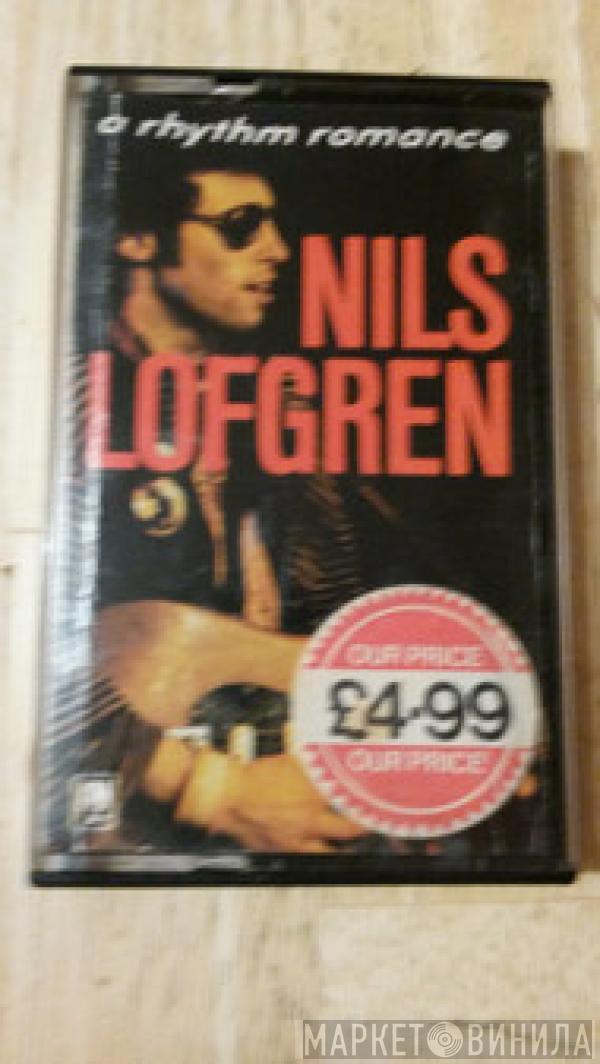 a rhythm romance
NILS
LOFGREN
OUR PRICE
£4.99
OUR PRICE
МАРКЕТ ВИНИЛА